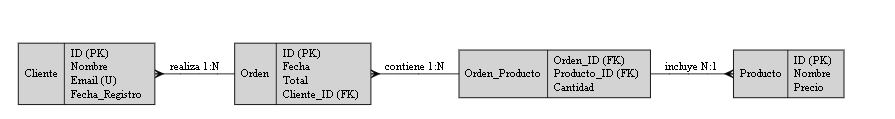 Cliente
ID (PK)
Nombre
Email (U)
Fecha_Registro
realiza 1:N
Orden
ID (PK)
Fecha
Total
Cliente_ID (FK)
contiene 1:N
Orden_Producto
Orden_ID (FK)
Producto_ID (FK)
Cantidad
incluye N:1
Producto
ID (PK)
Nombre
Precio